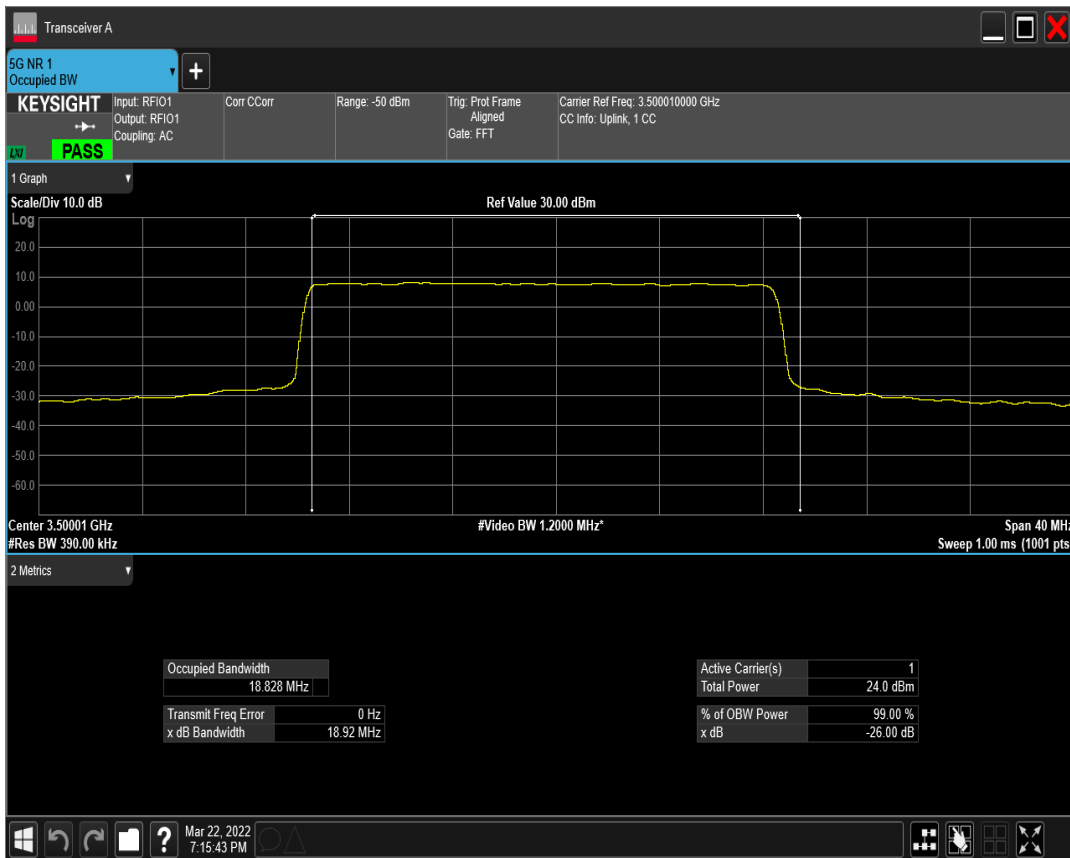 Transceiver A
5G NR 1
Occupied BW
KEYSIGHT
LXI
PASS
Input: RFIO1
Output: RFIO1
Coupling: AC
Corr CCorr
Range: -50 dBm
Trig: Prot Frame
Aligned
Gate: FFT
Carrier Ref Freq: 3.500010000 GHz
CC Info: Uplink, 1 CC
1 Graph
Scale/Div 10.0 dB
Ref Value 30.00 dBm
Log
20.0
10.0
0.00
-10.0
-20.0
-30.0
-40.0
-50.0
-60.0
Center 3.50001 GHz
#Video BW 1.2000 MHz*
Span 40 MHz
#Res BW 390.00 kHz
Sweep 1.00 ms (1001 pts
2 Metrics
Occupied Bandwidth
18.828 MHz
Transmit Freq Error 0 Hz
x dB Bandwidth 18.92 MHz
Active Carrier(s) 1
Total Power 24.0 dBm
% of OBW Power 99.00 %
x dB -26.00 dB
?
Mar 22, 2022
7:15:43 PM